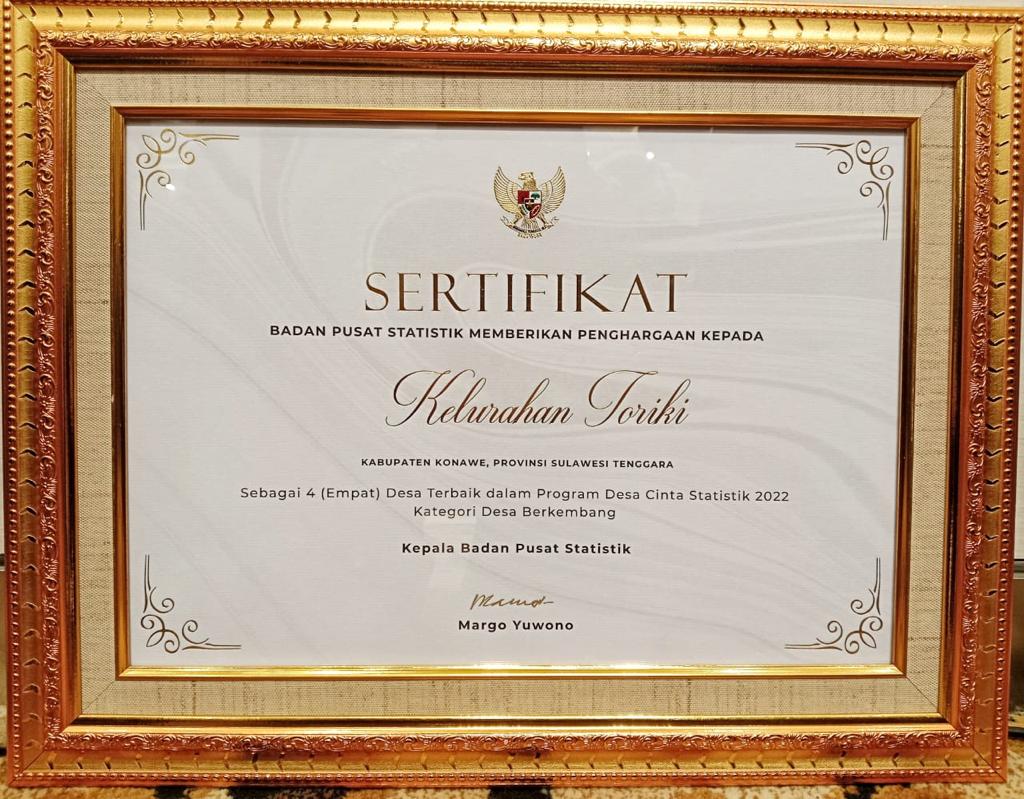 SERTIFIKAT
BADAN PUSAT STATISTIK MEMBERIKAN PENGHARGAAN KEPADA
Kelurahan Toriki
KABUPATEN KONAWE, PROVINSI SULAWESI TENGGARA
Sebagai 4 (Empat) Desa Terbaik dalam Program Desa Cinta Statistik 2022
Kategori Desa Berkembang
Kepala Badan Pusat Statistik
Margo Yuwono